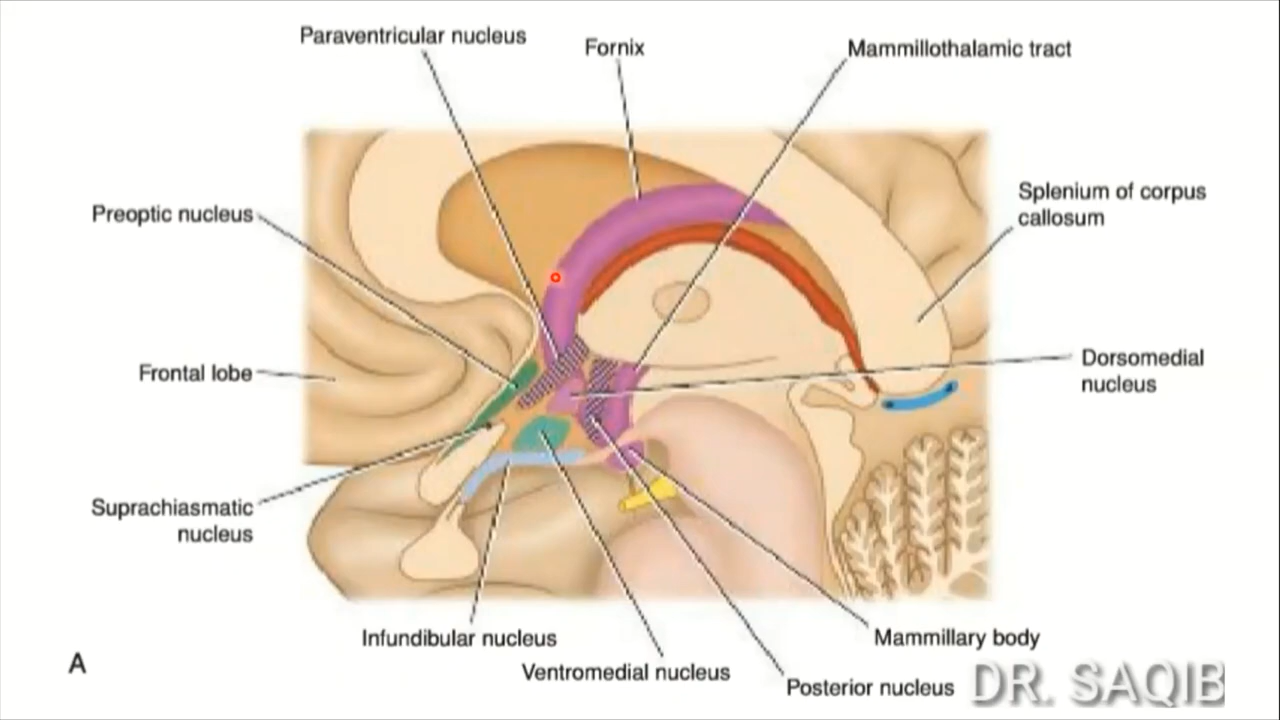 Paraventricular nucleus
Fornix
Mammillothalamic tract
Preoptic nucleus
Splenium of corpus
callosum
Frontal lobe
Dorsomedial
nucleus
Suprachiasmatic
nucleus
Infundibular nucleus
Mammillary body
Ventromedial nucleus
Posterior nucleus
A
DR. SAQIB